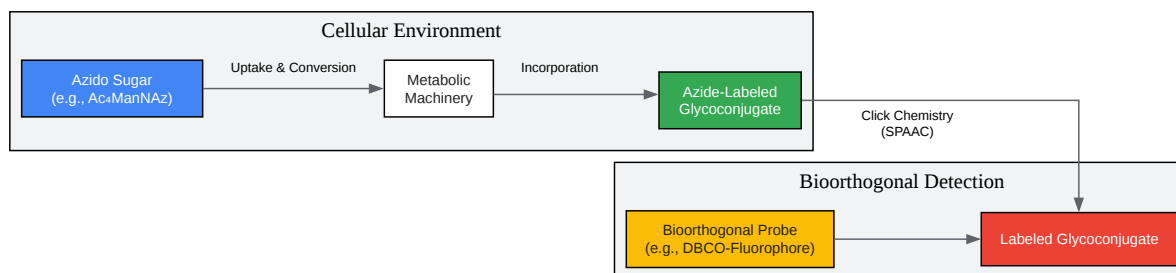 Cellular Environment
Azido Sugar
(e.g., Ac₄ManNAz)
Uptake & Conversion
Metabolic
Machinery
Incorporation
Azide-Labeled
Glycoconjugate
Click Chemistry
(SPAAC)
Bioorthogonal Detection
Bioorthogonal Probe
(e.g., DBCO-Fluorophore)
Labeled Glycoconjugate